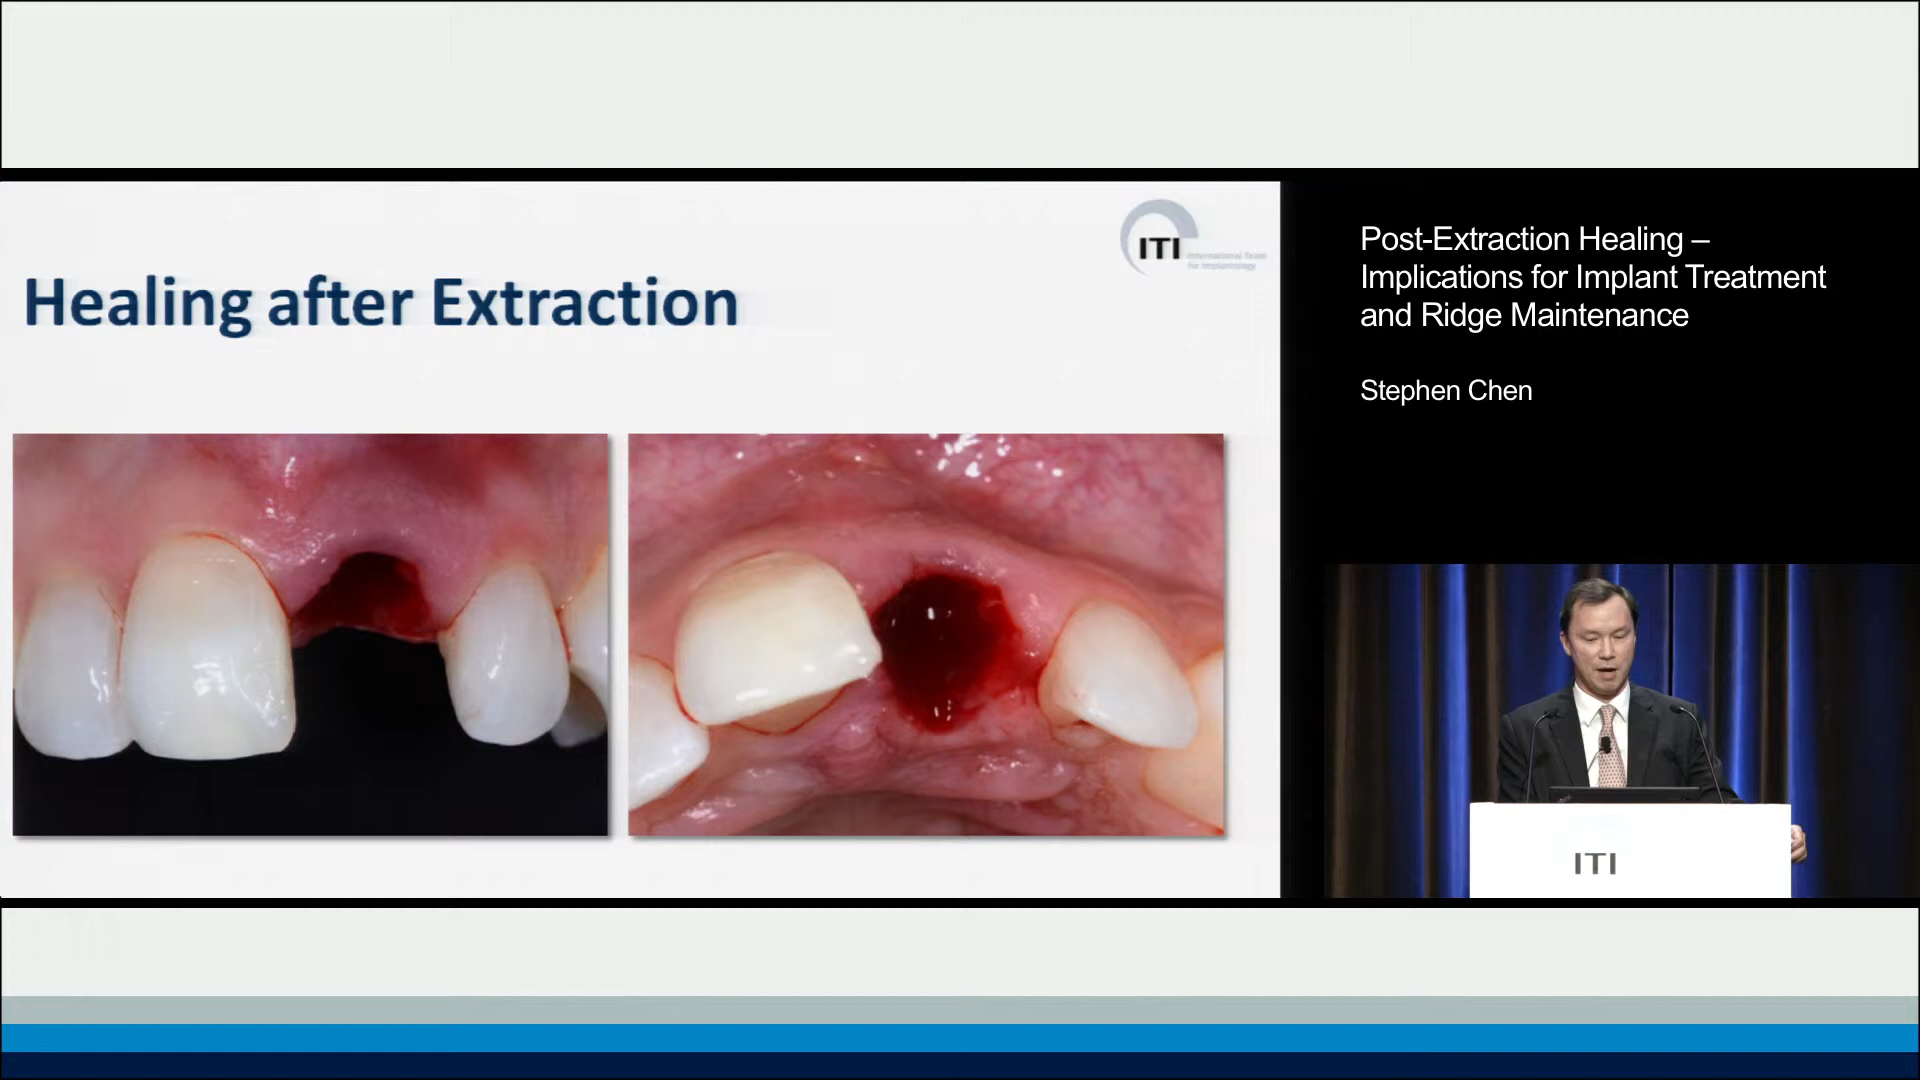 ITI
International Team
for Implantology
Healing after Extraction
Post-Extraction Healing –
Implications for Implant Treatment
and Ridge Maintenance
Stephen Chen
ITI